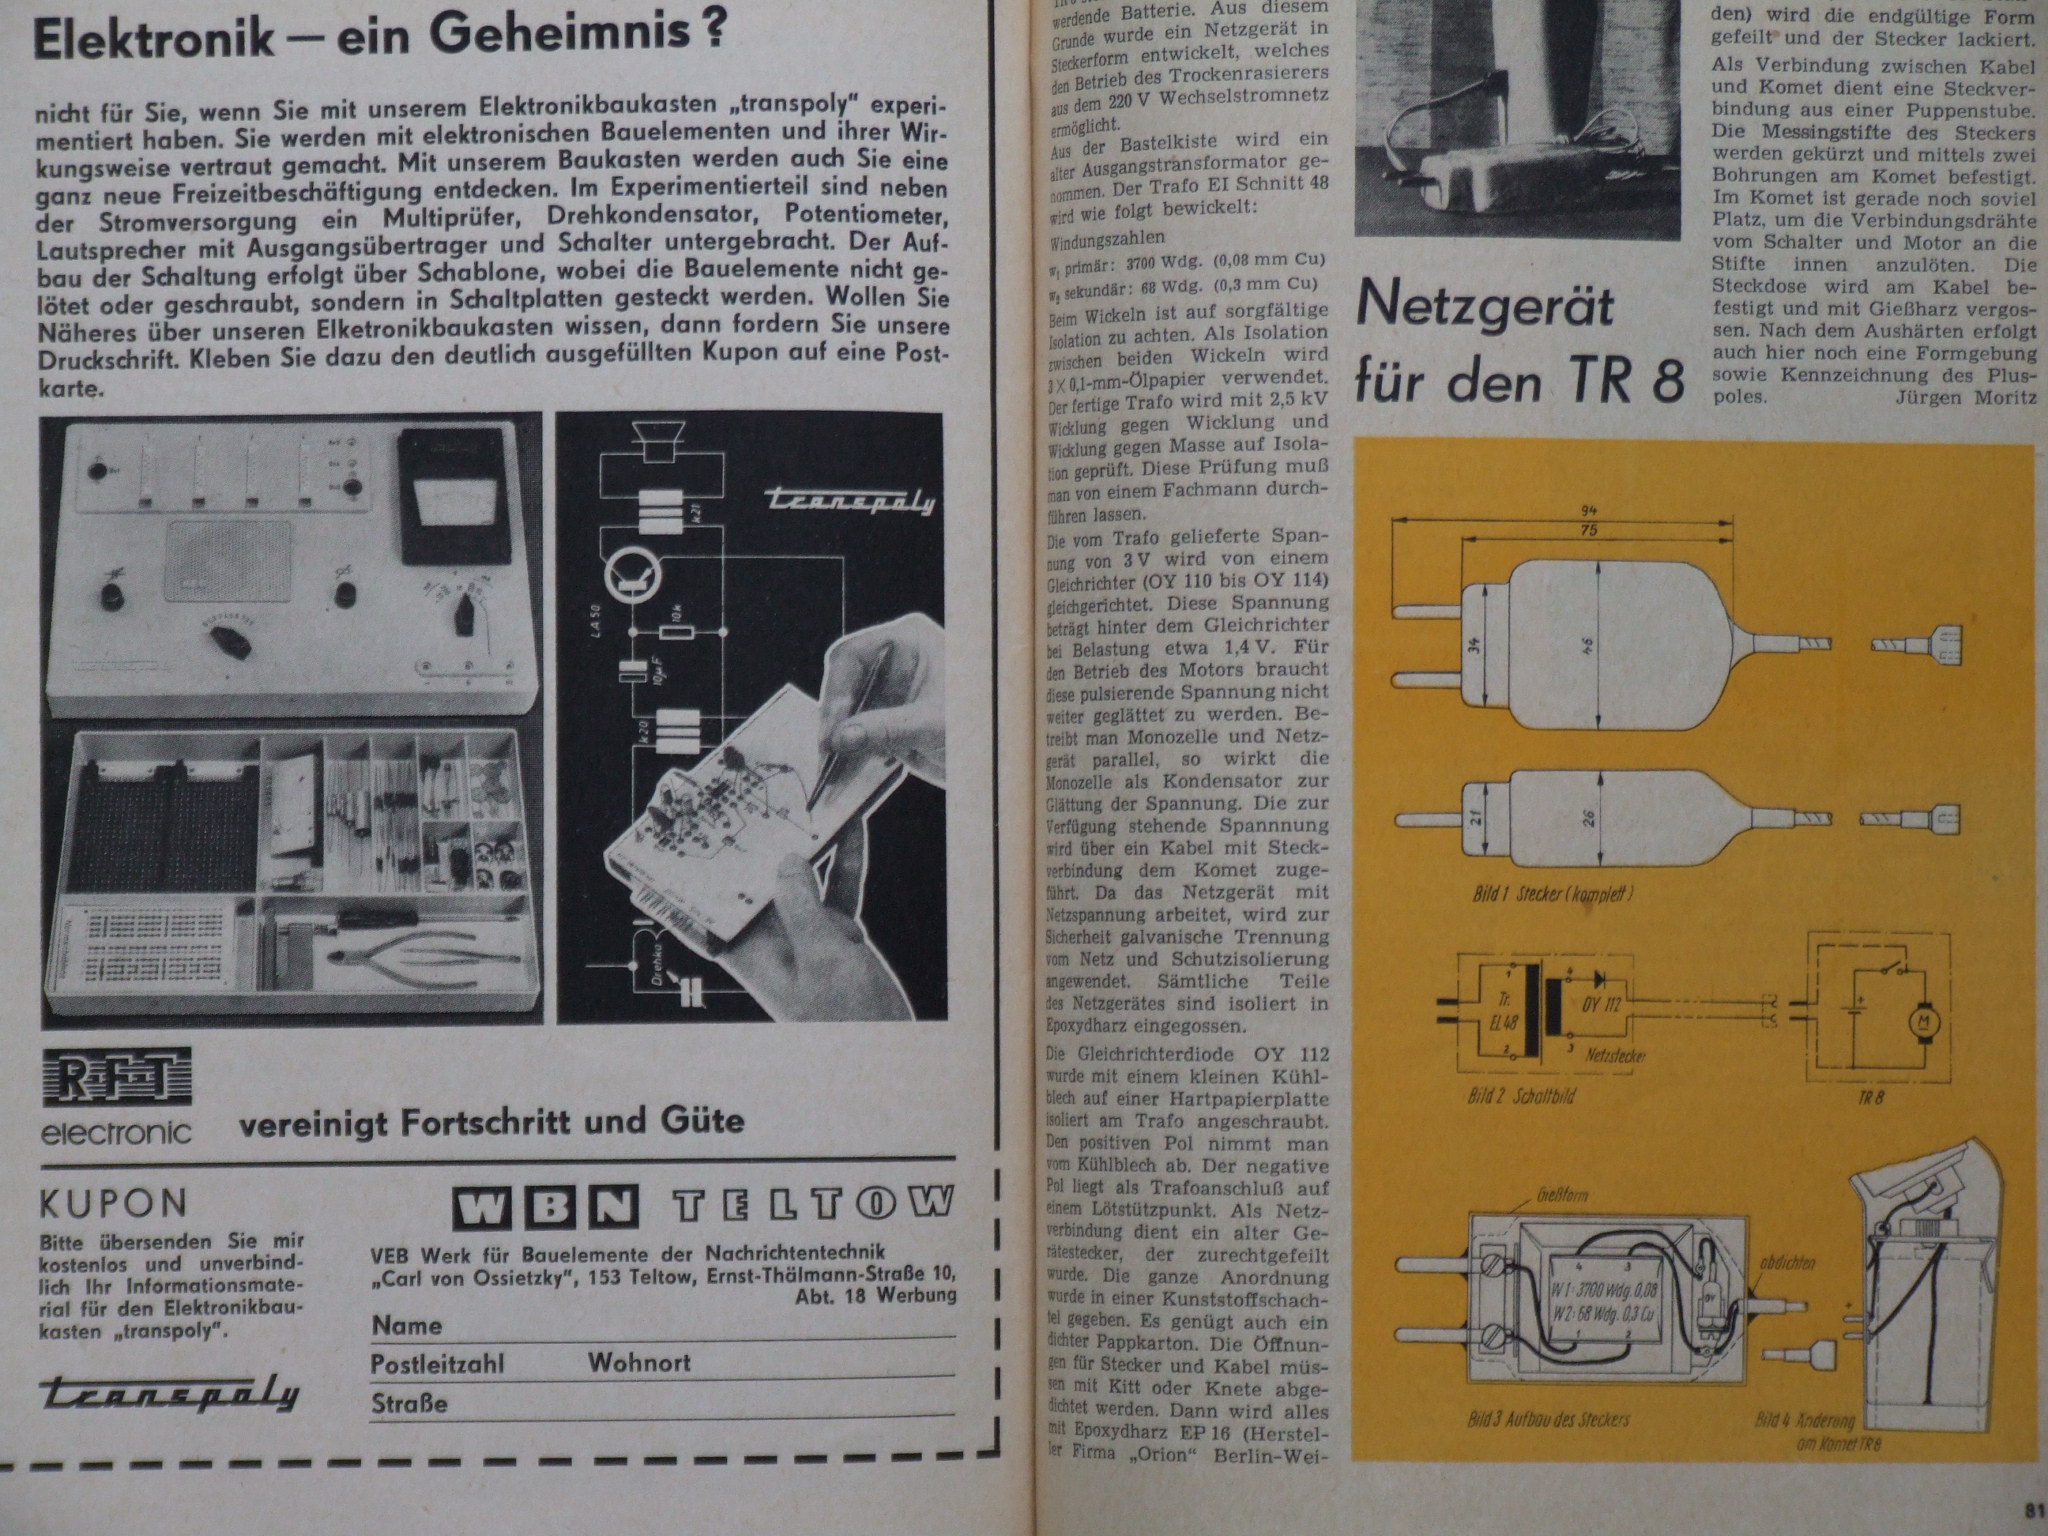 Elektronik — ein Geheimnis?
nicht für Sie, wenn Sie mit unserem Elektronikbaukasten „transpoly“ experi-
mentiert haben. Sie werden mit elektronischen Bauelementen und ihrer Wir-
kungsweise vertraut gemacht. Mit unserem Baukasten werden auch Sie eine
ganz neue Freizeitbeschäftigung entdecken. Im Experimentierteil sind neben
der Stromversorgung ein Multiprüfer, Drehkondensator, Potentiometer,
Lautsprecher mit Ausgangsübertrager und Schalter untergebracht. Der Auf-
bau der Schaltung erfolgt über Schablone, wobei die Bauelemente nicht ge-
lötet oder geschraubt, sondern in Schaltplatten gesteckt werden. Wollen Sie
Näheres über unseren Elketronikbaukasten wissen, dann fordern Sie unsere
Druckschrift. Kleben Sie dazu den deutlich ausgefüllten Kupon auf eine Post-
karte.
transpoly
k21
LA 50
10k
10µF
k20
Drehko
RFT
electronic
vereinigt Fortschritt und Güte
KUPON
Bitte übersenden Sie mir
kostenlos und unverbind-
lich Ihr Informationsmate-
rial für den Elektronikbau-
kasten „transpoly“.
transpoly
WBN TELTOW
VEB Werk für Bauelemente der Nachrichtentechnik
„Carl von Ossietzky“, 153 Teltow, Ernst-Thälmann-Straße 10,
Abt. 18 Werbung
Name
Postleitzahl Wohnort
Straße
werdende Batterie. Aus diesem
Grunde wurde ein Netzgerät in
Steckerform entwickelt, welches
den Betrieb des Trockenrasierers
aus dem 220 V Wechselstromnetz
ermöglicht.
Aus der Bastelkiste wird ein
alter Ausgangstransformator ge-
nommen. Der Trafo EI Schnitt 48
wird wie folgt bewickelt:
Windungszahlen
w₁ primär: 3700 Wdg. (0,08 mm Cu)
w₂ sekundär: 68 Wdg. (0,3 mm Cu)
Beim Wickeln ist auf sorgfältige
Isolation zu achten. Als Isolation
zwischen beiden Wickeln wird
3 × 0,1-mm-Ölpapier verwendet.
Der fertige Trafo wird mit 2,5 kV
Wicklung gegen Wicklung und
Wicklung gegen Masse auf Isola-
tion geprüft. Diese Prüfung muß
man von einem Fachmann durch-
führen lassen.
Die vom Trafo gelieferte Span-
nung von 3 V wird von einem
Gleichrichter (OY 110 bis OY 114)
gleichgerichtet. Diese Spannung
beträgt hinter dem Gleichrichter
bei Belastung etwa 1,4 V. Für
den Betrieb des Motors braucht
diese pulsierende Spannung nicht
weiter geglättet zu werden. Be-
treibt man Monozelle und Netz-
gerät parallel, so wirkt die
Monozelle als Kondensator zur
Glättung der Spannung. Die zur
Verfügung stehende Spannnung
wird über ein Kabel mit Steck-
verbindung dem Komet zuge-
führt. Da das Netzgerät mit
Netzspannung arbeitet, wird zur
Sicherheit galvanische Trennung
vom Netz und Schutzisolierung
angewendet. Sämtliche Teile
des Netzgerätes sind isoliert in
Epoxydharz eingegossen.
Die Gleichrichterdiode OY 112
wurde mit einem kleinen Kühl-
blech auf einer Hartpapierplatte
isoliert am Trafo angeschraubt.
Den positiven Pol nimmt man
vom Kühlblech ab. Der negative
Pol liegt als Trafoanschluß auf
einem Lötstützpunkt. Als Netz-
verbindung dient ein alter Ge-
rätestecker, der zurechtgefeilt
wurde. Die ganze Anordnung
wurde in einer Kunststoffschach-
tel gegeben. Es genügt auch ein
dichter Pappkarton. Die Öffnun-
gen für Stecker und Kabel müs-
sen mit Kitt oder Knete abge-
dichtet werden. Dann wird alles
mit Epoxydharz EP 16 (Herstel-
ler Firma „Orion“ Berlin-Wei-
Netzgerät
für den TR 8
den) wird die endgültige Form
gefeilt und der Stecker lackiert.
Als Verbindung zwischen Kabel
und Komet dient eine Steckver-
bindung aus einer Puppenstube.
Die Messingstifte des Steckers
werden gekürzt und mittels zwei
Bohrungen am Komet befestigt.
Im Komet ist gerade noch soviel
Platz, um die Verbindungsdrähte
vom Schalter und Motor an die
Stifte innen anzulöten. Die
Steckdose wird am Kabel be-
festigt und mit Gießharz vergos-
sen. Nach dem Aushärten erfolgt
auch hier noch eine Formgebung
sowie Kennzeichnung des Plus-
poles. Jürgen Moritz
94
75
34
46
21
26
Bild 1 Stecker (komplett)
1
Tr.
EL 48
2
4
OY 112
3
Netzstecker
+
M
Bild 2 Schaltbild
TR 8
Gießform
abdichten
4 3
W 1 · 3700 Wdg. 0,08
W 2 · 68 Wdg. 0,3 Cu
1 2
OY
+
−
Bild 3 Aufbau des Steckers
Bild 4 Änderung
am Komet TR 8
81